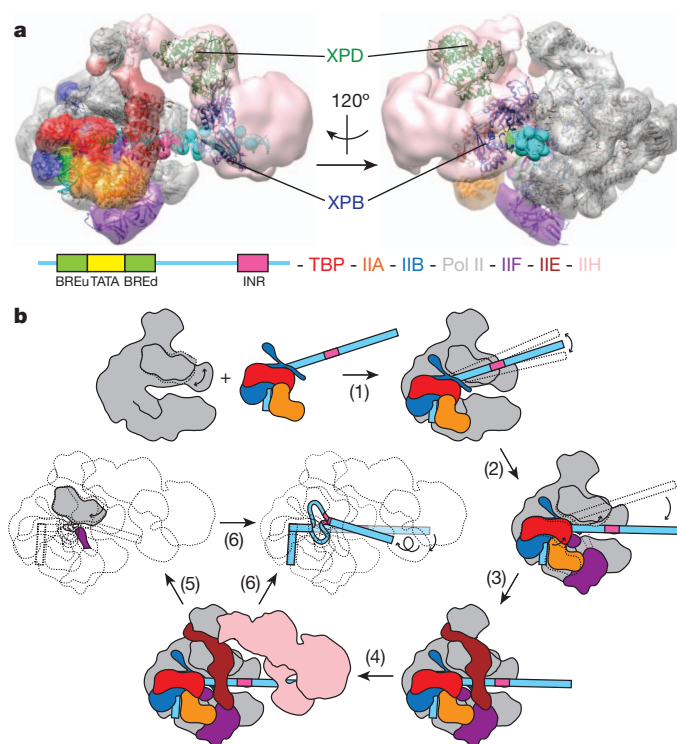 a
XPD
120º
XPB
BREu TATA BREd INR - TBP - IIA - IIB - Pol II - IIF - IIE - IIH
b
+
(1)
(2)
(6)
(5) (6) (3)
(4)